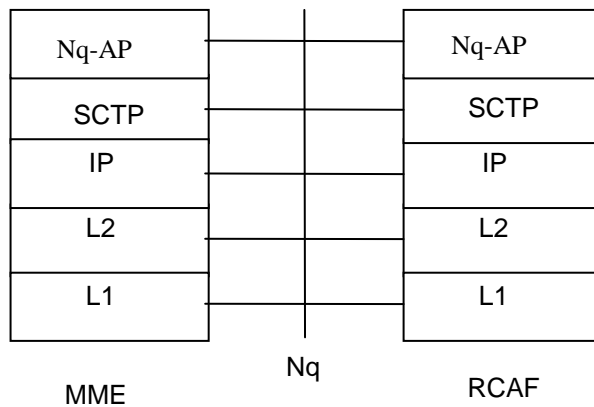 Nq-AP Nq-AP
SCTP SCTP
IP IP
L2 L2
L1 L1
Nq
MME RCAF